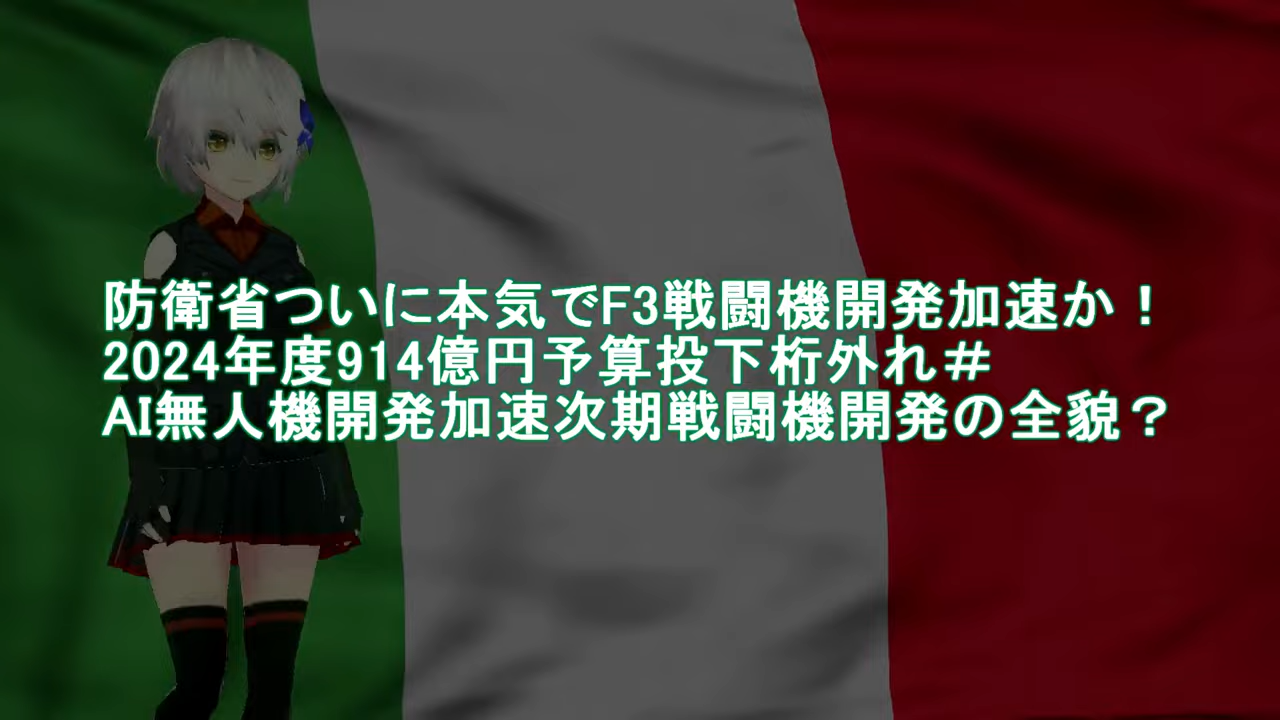 防衛省ついに本気でF3戦闘機開発加速か！
2024年度914億円予算投下桁外れ＃
AI無人機開発加速次期戦闘機開発の全貌？